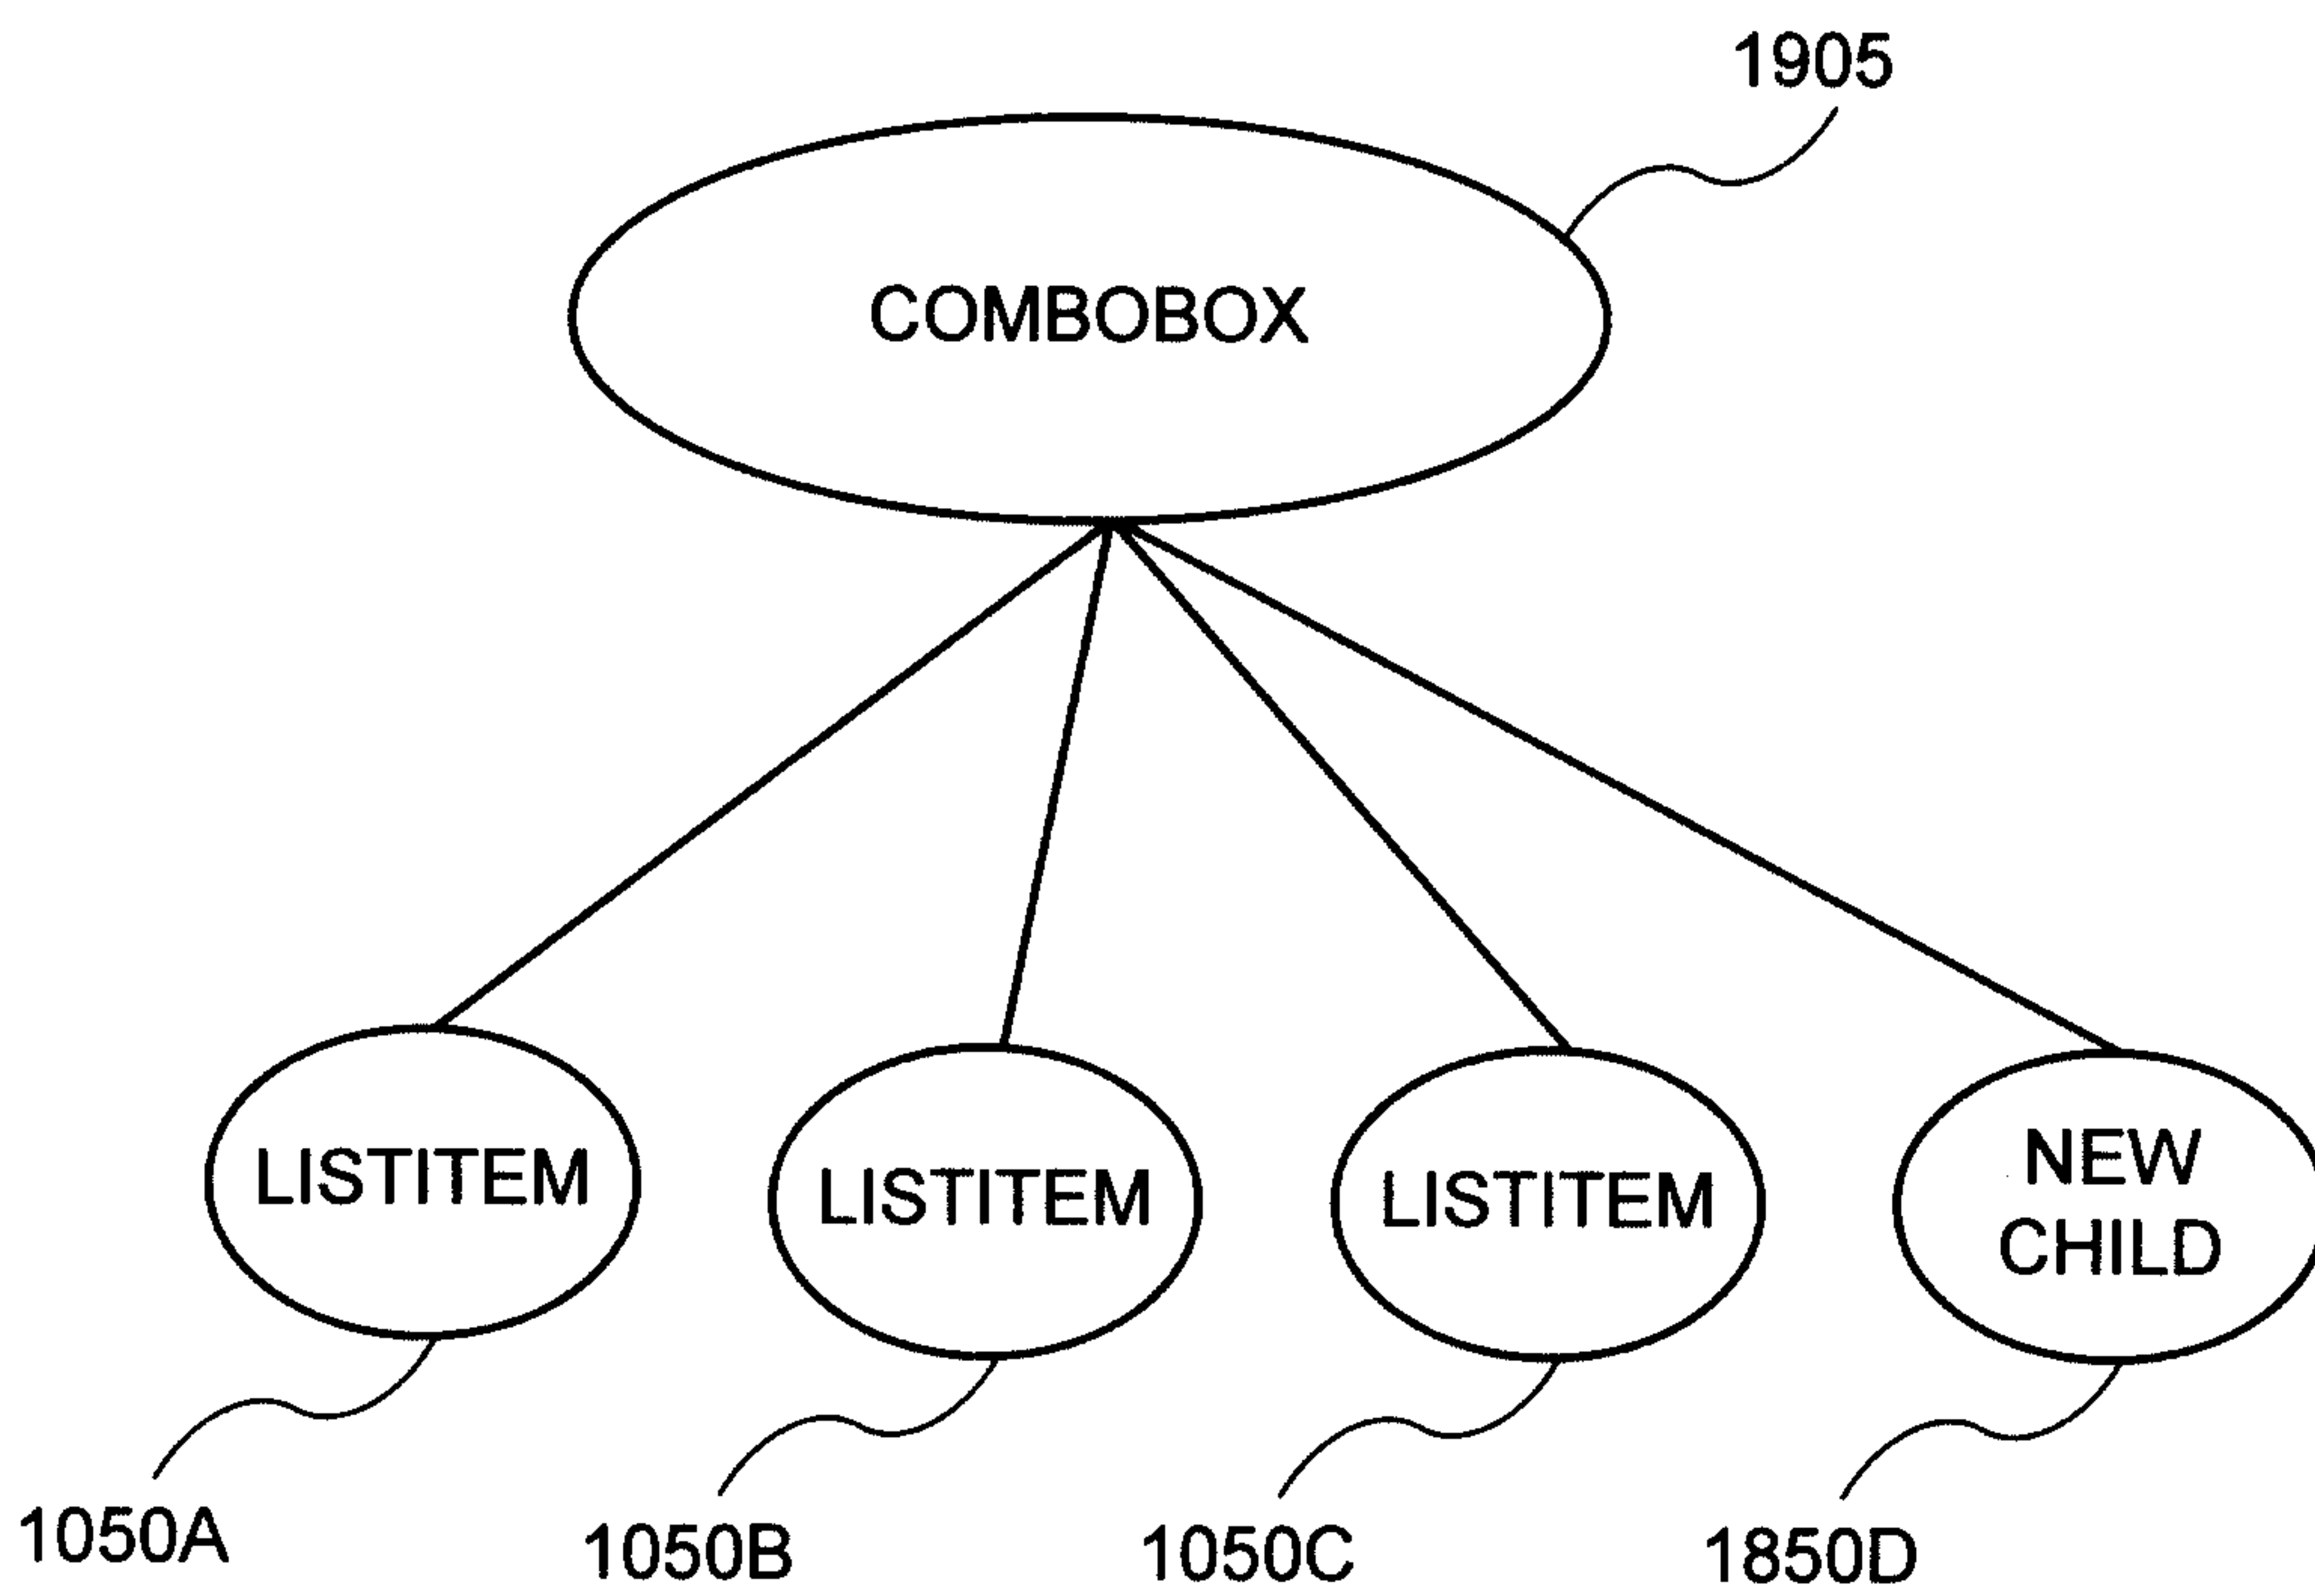 1905
COMBOBOX
LISTITEM
LISTITEM
LISTITEM
NEW
CHILD
1050A
1050B
1050C
1850D